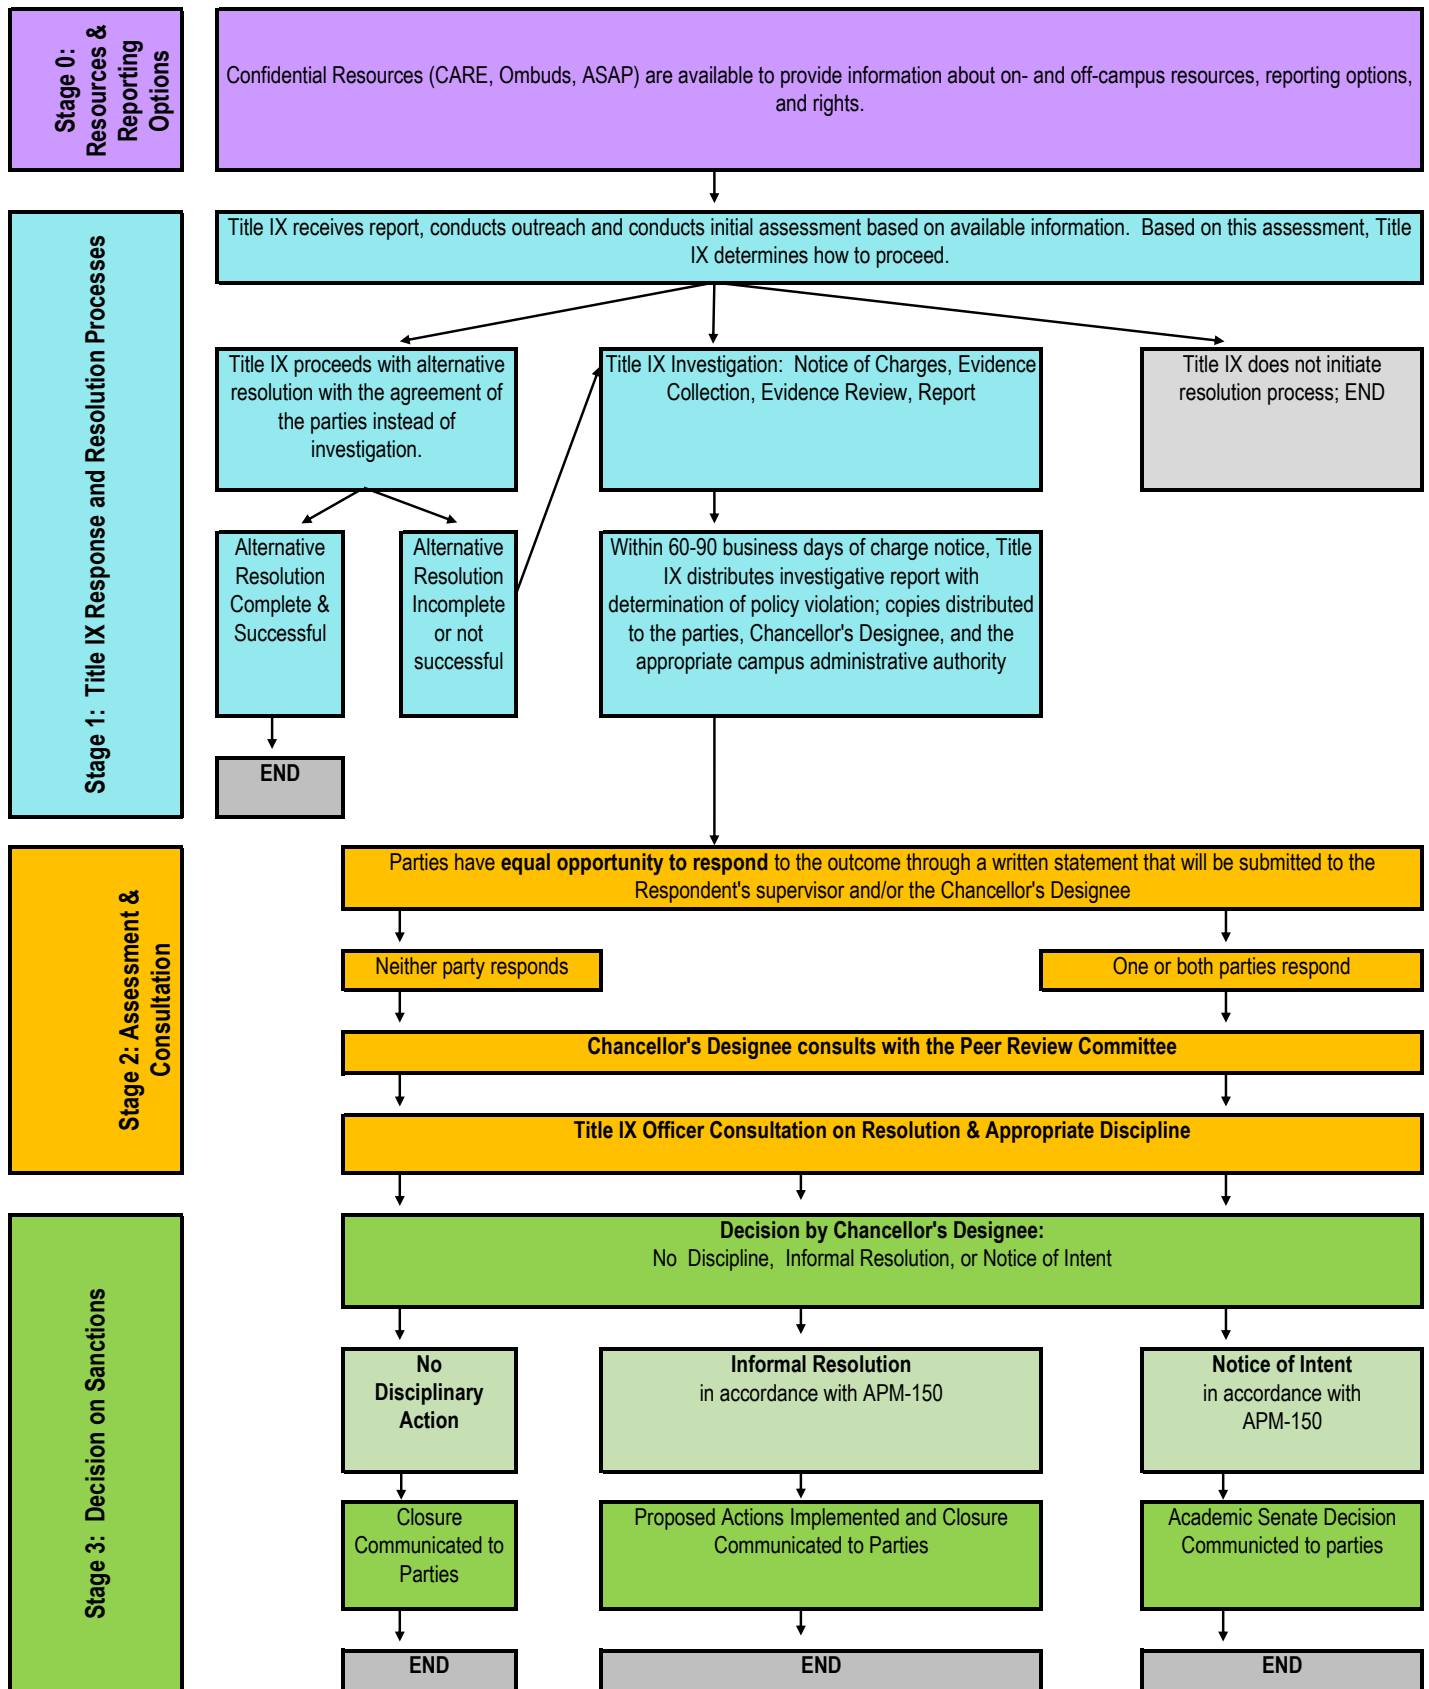 Stage 0:
Resources &
Reporting
Options
Confidential Resources (CARE, Ombuds, ASAP) are available to provide information about on- and off-campus resources, reporting options,
and rights.
Stage 1:  Title IX Response and Resolution Processes
Title IX receives report, conducts outreach and conducts initial assessment based on available information.  Based on this assessment, Title
IX determines how to proceed.
Title IX proceeds with alternative
resolution with the agreement of
the parties instead of
investigation.
Title IX Investigation:  Notice of Charges, Evidence
Collection, Evidence Review, Report
Title IX does not initiate
resolution process; END
Alternative
Resolution
Complete &
Successful
Alternative
Resolution
Incomplete
or not
successful
Within 60-90 business days of charge notice, Title
IX distributes investigative report with
determination of policy violation; copies distributed
to the parties, Chancellor's Designee, and the
appropriate campus administrative authority
END
Stage 2: Assessment &
Consultation
Parties have equal opportunity to respond to the outcome through a written statement that will be submitted to the
Respondent's supervisor and/or the Chancellor's Designee
Neither party responds
One or both parties respond
Chancellor's Designee consults with the Peer Review Committee
Title IX Officer Consultation on Resolution & Appropriate Discipline
Stage 3:  Decision on Sanctions
Decision by Chancellor's Designee:
No  Discipline,  Informal Resolution, or Notice of Intent
No
Disciplinary
Action
Informal Resolution
in accordance with APM-150
Notice of Intent
in accordance with
APM-150
Closure
Communicated to
Parties
Proposed Actions Implemented and Closure
Communicated to Parties
Academic Senate Decision
Communicted to parties
END
END
END